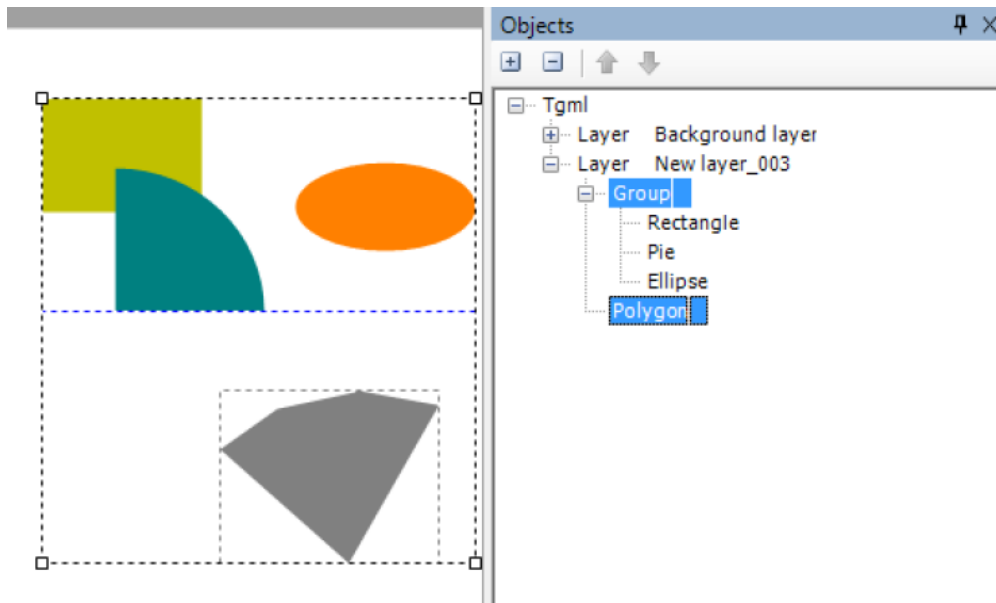 Objects
Tgml
Layer Background layer
Layer New layer_003
Group
Rectangle
Pie
Ellipse
Polygon